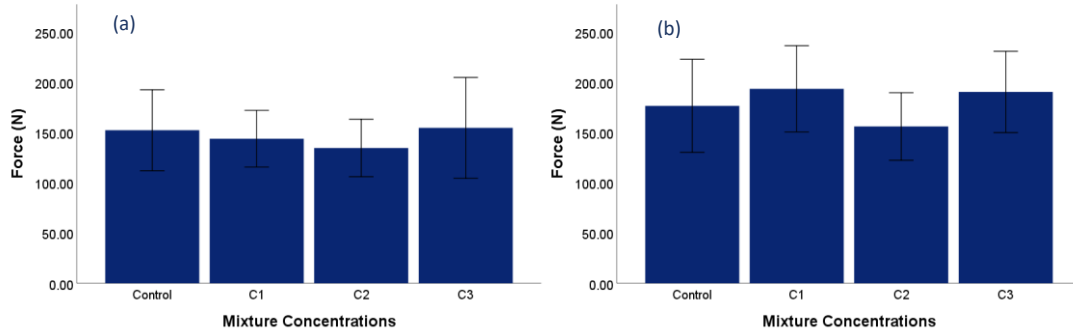 (a)
Force (N)
250.00
200.00
150.00
100.00
50.00
0.00
Control C1 C2 C3
Mixture Concentrations
(b)
Force (N)
250.00
200.00
150.00
100.00
50.00
0.00
Control C1 C2 C3
Mixture Concentrations